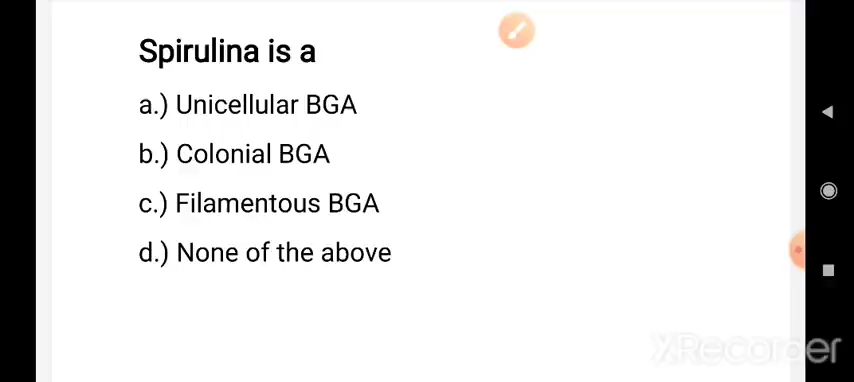 Spirulina is a
a.) Unicellular BGA
b.) Colonial BGA
c.) Filamentous BGA
d.) None of the above
XRecorder